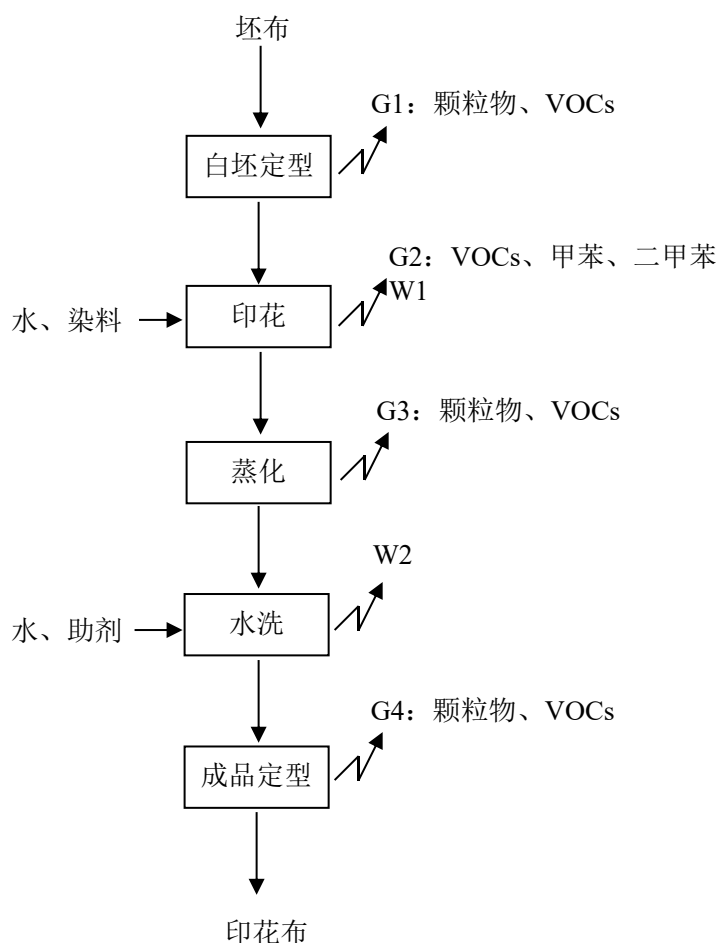 坯布
G1：颗粒物、VOCs
白坯定型
G2：VOCs、甲苯、二甲苯
W1
水、染料
印花
G3：颗粒物、VOCs
蒸化
W2
水、助剂
水洗
G4：颗粒物、VOCs
成品定型
印花布